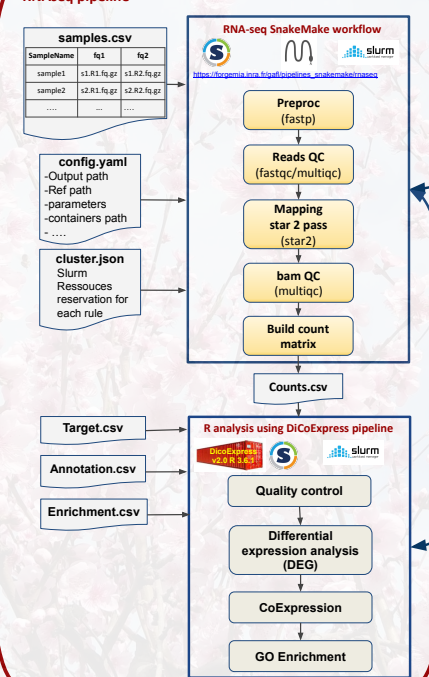 RNAseq pipeline
samples.csv
SampleName fq1 fq2
sample1 s1.R1.fq.gz s1.R2.fq.gz
sample2 s2.R1.fq.gz s2.R2.fq.gz
.... ... ....
config.yaml
-Output path
-Ref path
-parameters
-containers path
- ....
cluster.json
Slurm
Ressouces
reservation for
each rule
RNA-seq SnakeMake workflow
S
slurm
workload manager
https://forgemia.inra.fr/gafl/pipelines_snakemake/rnaseq
Preproc
(fastp)
Reads QC
(fastqc/multiqc)
Mapping
star 2 pass
(star2)
bam QC
(multiqc)
Build count
matrix
Counts.csv
Target.csv
Annotation.csv
Enrichment.csv
R analysis using DiCoExpress pipeline
DicoExpress
v2.0 R 3.6.3
S
slurm
workload manager
Quality control
Differential
expression analysis
(DEG)
CoExpression
GO Enrichment